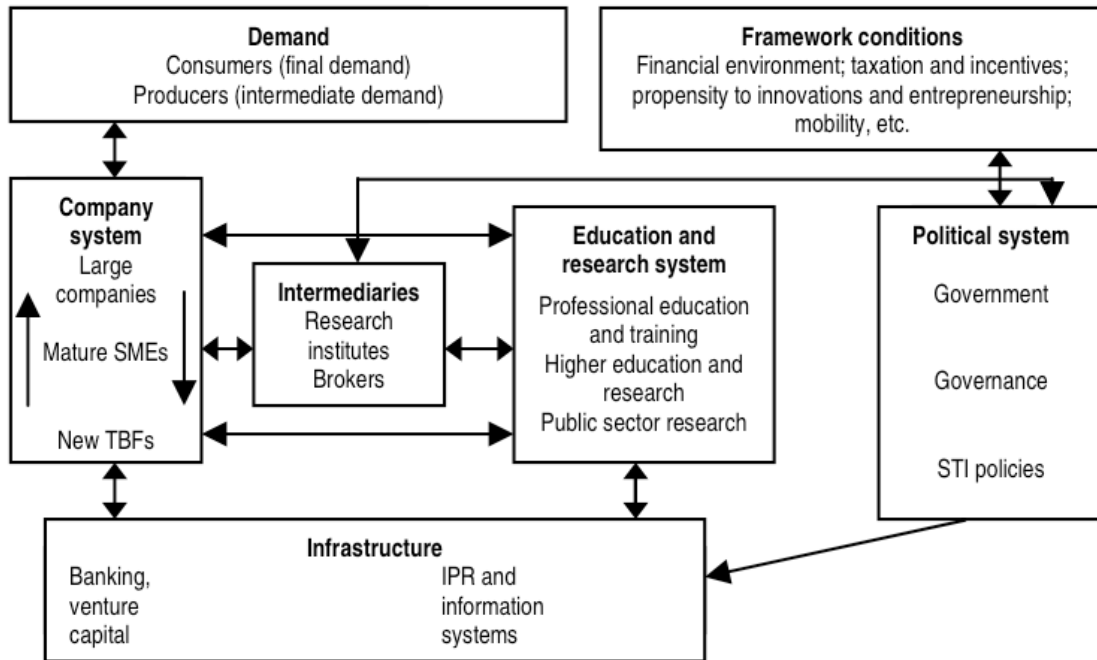 Demand
Consumers (final demand)
Producers (intermediate demand)
Framework conditions
Financial environment; taxation and incentives;
propensity to innovations and entrepreneurship;
mobility, etc.
Company
system
Large
companies
Mature SMEs
New TBFs
Intermediaries
Research
institutes
Brokers
Education and
research system
Professional education
and training
Higher education and
research
Public sector research
Political system
Government
Governance
STI policies
Infrastructure
Banking,
venture
capital
IPR and
information
systems